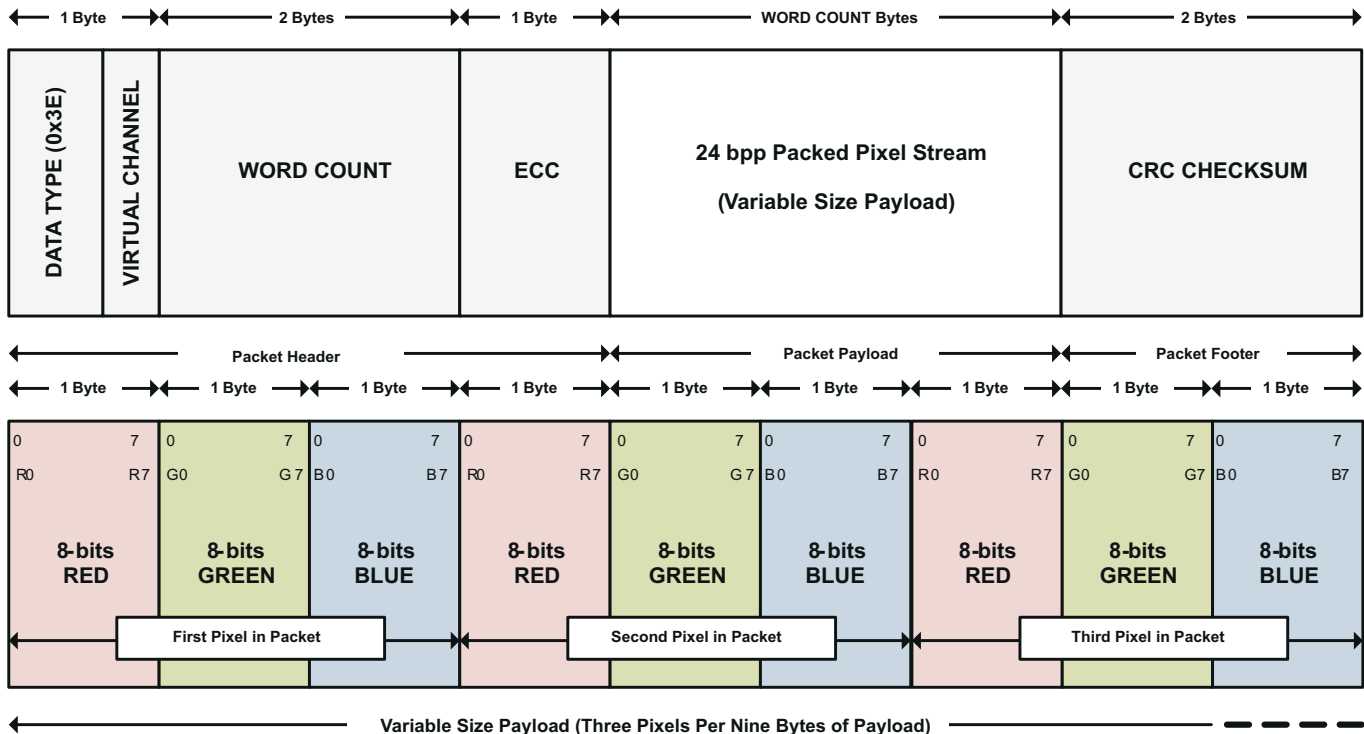 1 Byte 2 Bytes 1 Byte WORD COUNT Bytes 2 Bytes
DATA TYPE (0x3E)
VIRTUAL CHANNEL
WORD COUNT
ECC
24 bpp Packed Pixel Stream
(Variable Size Payload)
CRC CHECKSUM
Packet Header Packet Payload Packet Footer
1 Byte 1 Byte 1 Byte 1 Byte 1 Byte 1 Byte 1 Byte 1 Byte 1 Byte
0 7 0 7 0 7 0 7 0 7 0 7 0 7 0 7 0 7
R0 R7 G0 G7 B0 B7 R0 R7 G0 G7 B0 B7 R0 R7 G0 G7 B0 B7
8-bits 8-bits 8-bits 8-bits 8-bits 8-bits 8-bits 8-bits 8-bits
RED GREEN BLUE RED GREEN BLUE RED GREEN BLUE
First Pixel in Packet Second Pixel in Packet Third Pixel in Packet
Variable Size Payload (Three Pixels Per Nine Bytes of Payload)